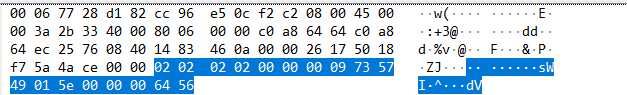 00 06 77 28 d1 82 cc 96 e5 0c f2 c2 08 00 45 00 ··w(···· ······E·
00 3a 2b 33 40 00 80 06 00 00 c0 a8 64 64 c0 a8 ·:+3@··· ····dd··
64 ec 25 76 08 40 14 83 46 0a 00 00 26 17 50 18 d·%v·@·· F···&·P·
f7 5a 4a ce 00 00 02 02 02 02 00 00 00 09 73 57 ·ZJ····· ······sW
49 01 5e 00 00 00 64 56 I·^···dV